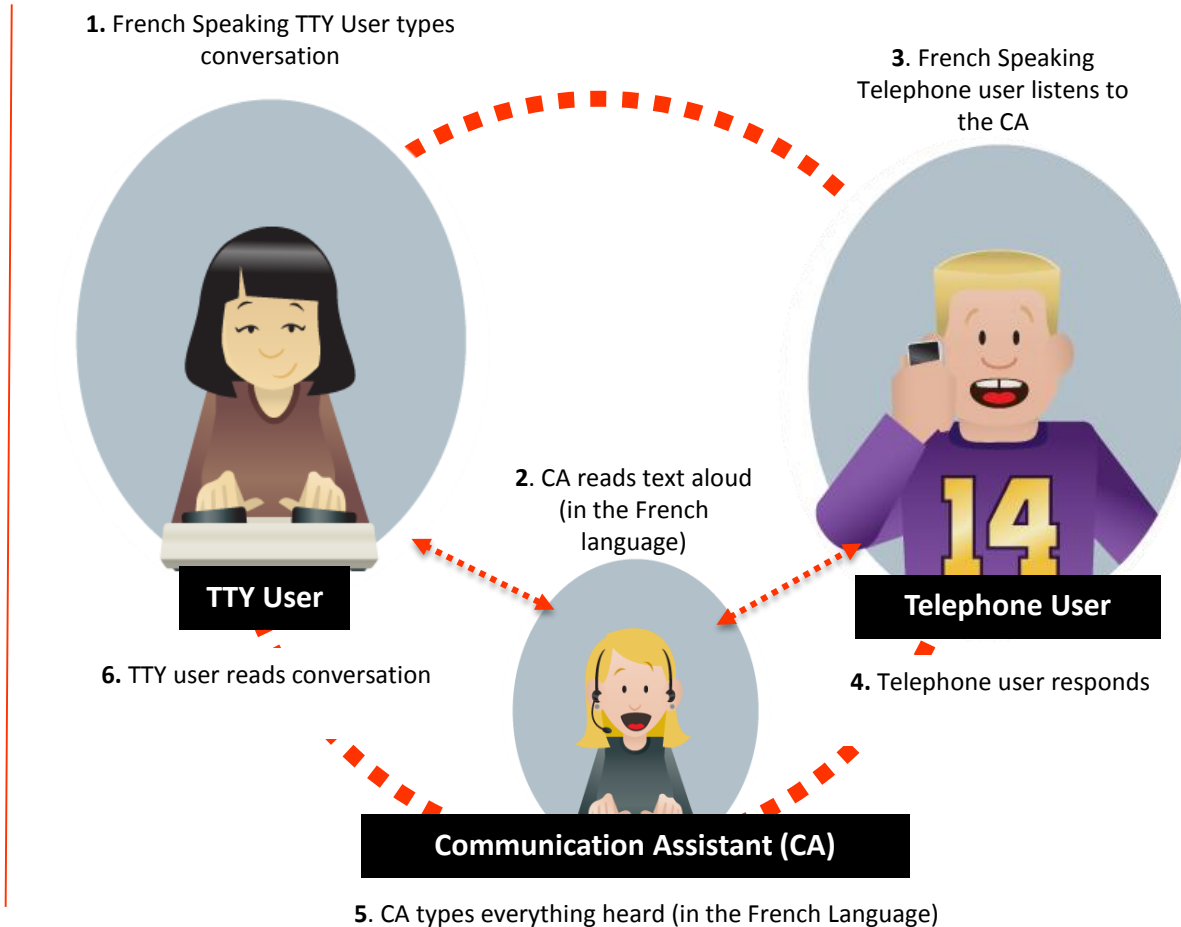 1. French Speaking TTY User types
conversation
3. French Speaking
Telephone user listens to
the CA
14
2. CA reads text aloud
(in the French
language)
TTY User
Telephone User
6. TTY user reads conversation
4. Telephone user responds
Communication Assistant (CA)
5. CA types everything heard (in the French Language)